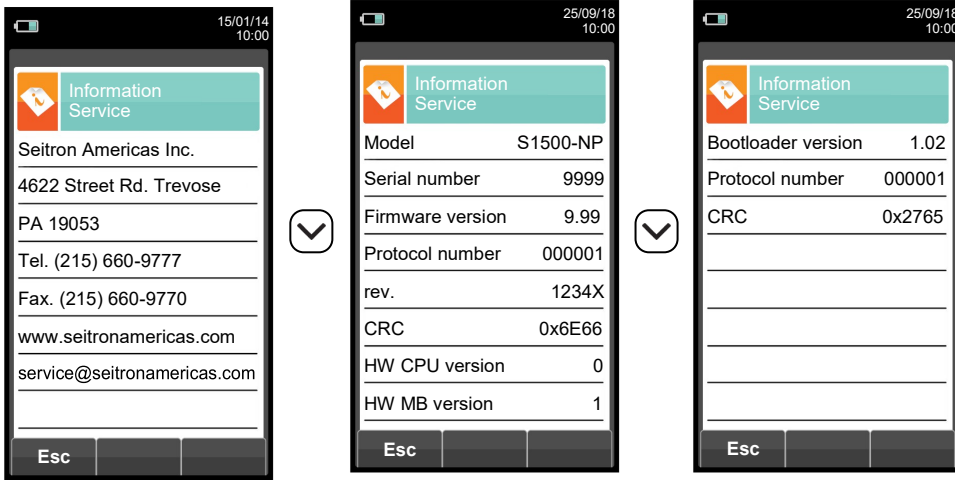 15/01/14
10:00
Information
Service
Seitron Americas Inc.
4622 Street Rd. Trevose
PA 19053
Tel. (215) 660-9777
Fax. (215) 660-9770
www.seitronamericas.com
service@seitronamericas.com
Esc
25/09/18
10:00
Information
Service
Model S1500-NP
Serial number 9999
Firmware version 9.99
Protocol number 000001
rev. 1234X
CRC 0x6E66
HW CPU version 0
HW MB version 1
Esc
25/09/18
10:00
Information
Service
Bootloader version 1.02
Protocol number 000001
CRC 0x2765
Esc